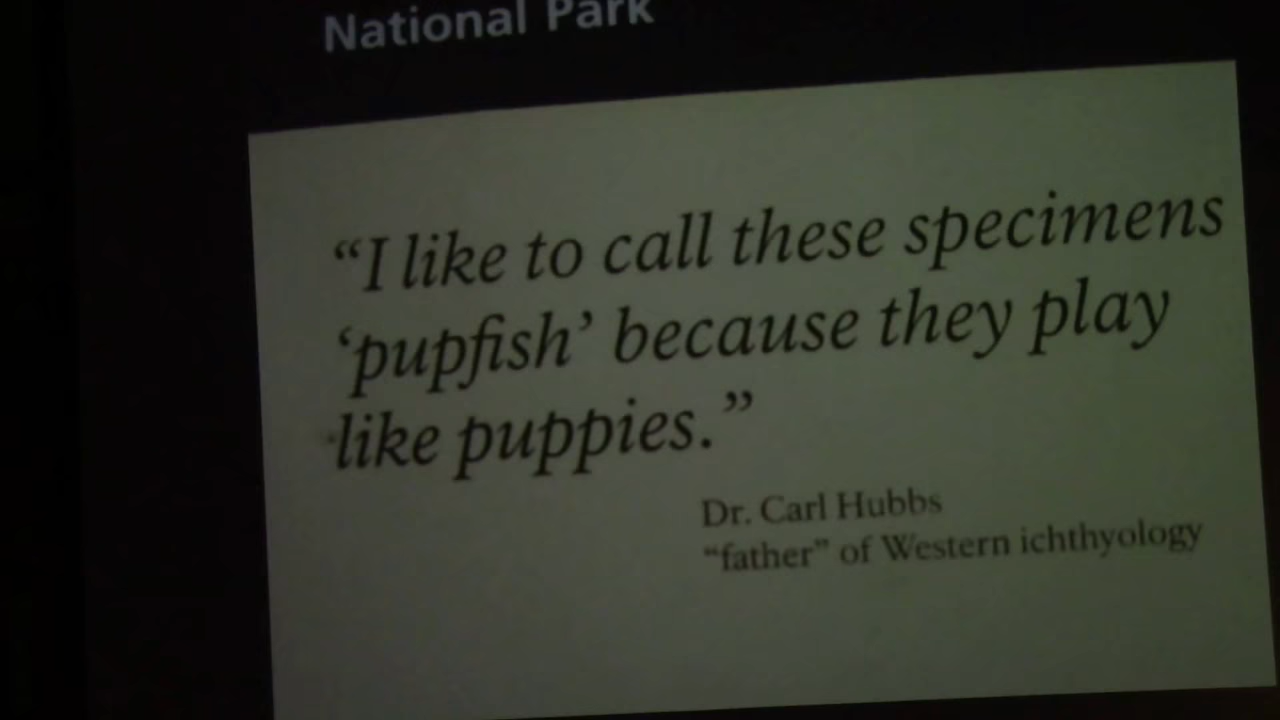 National Park
“I like to call these specimens
‘pupfish’ because they play
like puppies.”
Dr. Carl Hubbs
“father” of Western ichthyology